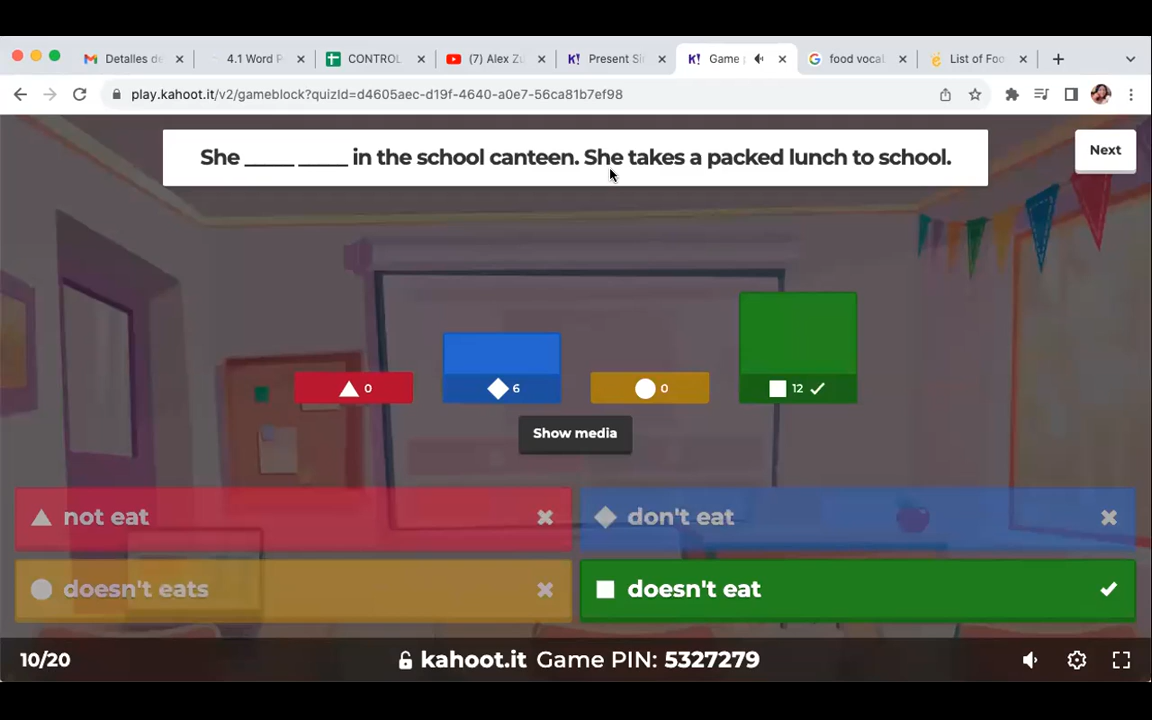 Detalles de
4.1 Word P
CONTROL
(7) Alex Zu
K! Present Si
K! Game
G food vocal
List of Foo
play.kahoot.it/v2/gameblock?quizId=d4605aec-d19f-4640-a0e7-56ca81b7ef98
She _____ _____ in the school canteen. She takes a packed lunch to school.
Next
0
6
0
12
Show media
not eat
don't eat
doesn't eats
doesn't eat
10/20
kahoot.it Game PIN: 5327279